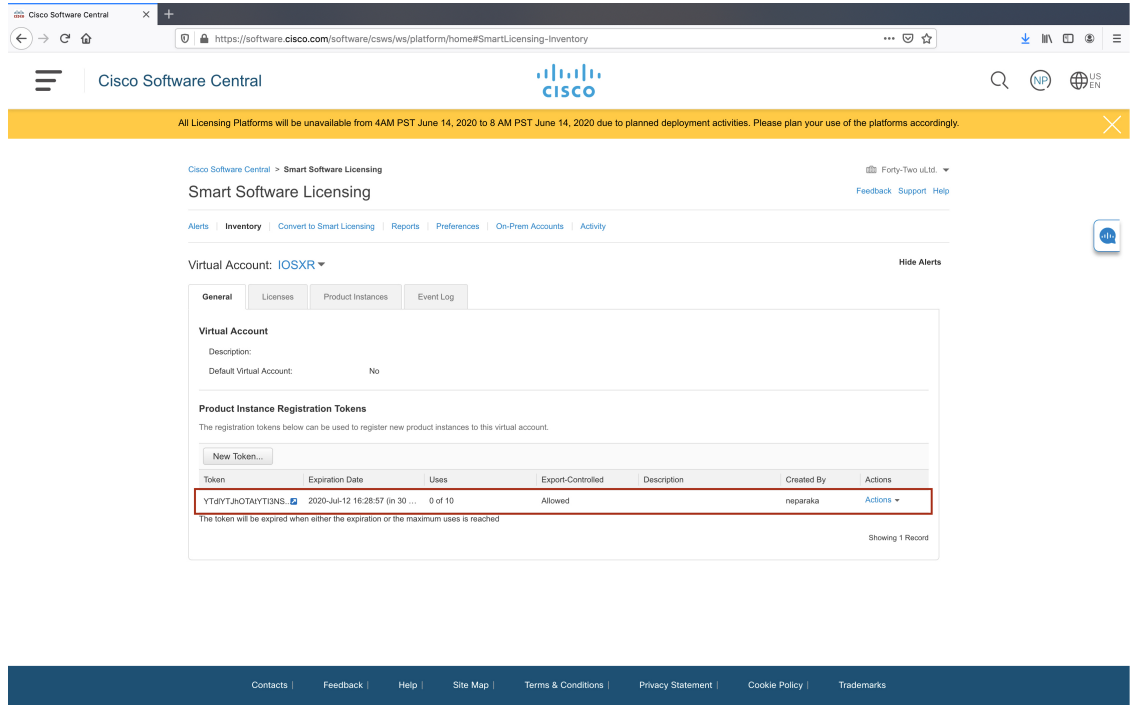 Cisco Software Central
https://software.cisco.com/software/csws/ws/platform/home#SmartLicensing-Inventory
Cisco Software Central
CISCO
NP
US
EN
All Licensing Platforms will be unavailable from 4AM PST June 14, 2020 to 8 AM PST June 14, 2020 due to planned deployment activities. Please plan your use of the platforms accordingly.
Cisco Software Central > Smart Software Licensing
Forty-Two uLtd.
Smart Software Licensing
Feedback Support Help
Alerts | Inventory | Convert to Smart Licensing | Reports | Preferences | On-Prem Accounts | Activity
Virtual Account: IOSXR
Hide Alerts
General Licenses Product Instances Event Log
Virtual Account
Description:
Default Virtual Account: No
Product Instance Registration Tokens
The registration tokens below can be used to register new product instances to this virtual account.
New Token...
Token Expiration Date Uses Export-Controlled Description Created By Actions
2020-Jul-12 16:28:57 (in 30 ... 0 of 10 Allowed neparaka Actions
The token will be expired when either the expiration or the maximum uses is reached
Showing 1 Record
Contacts | Feedback | Help | Site Map | Terms & Conditions | Privacy Statement | Cookie Policy | Trademarks